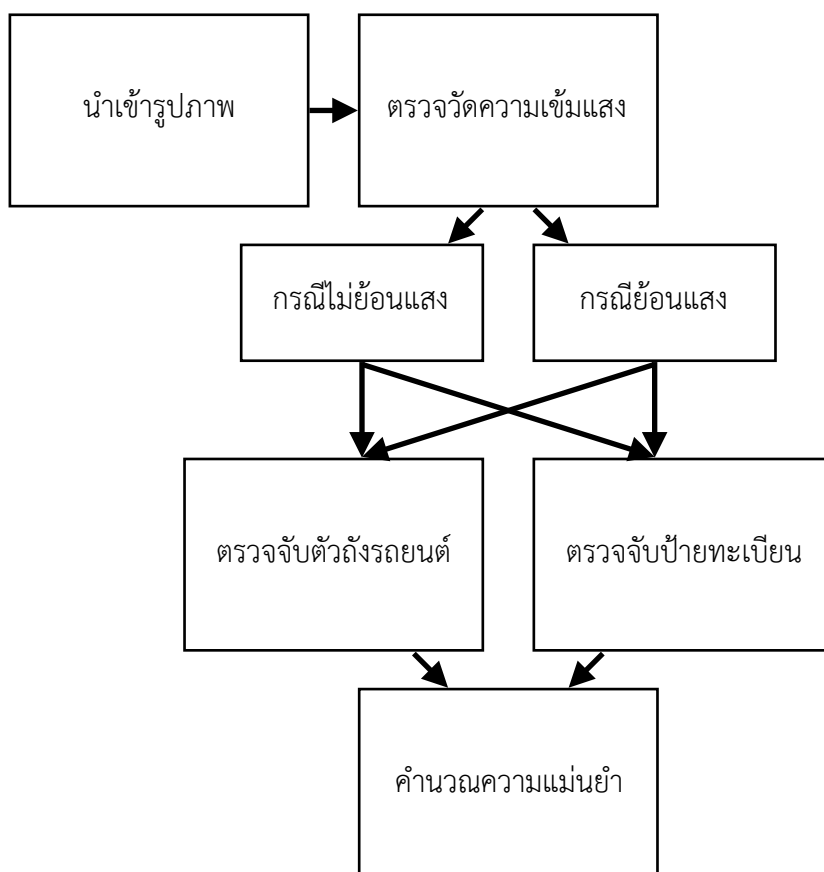 นำเข้ารูปภาพ
ตรวจวัดความเข้มแสง
กรณีไม่ย้อนแสง
กรณีย้อนแสง
ตรวจจับตัวถังรถยนต์
ตรวจจับป้ายทะเบียน
คำนวณความแม่นยำ